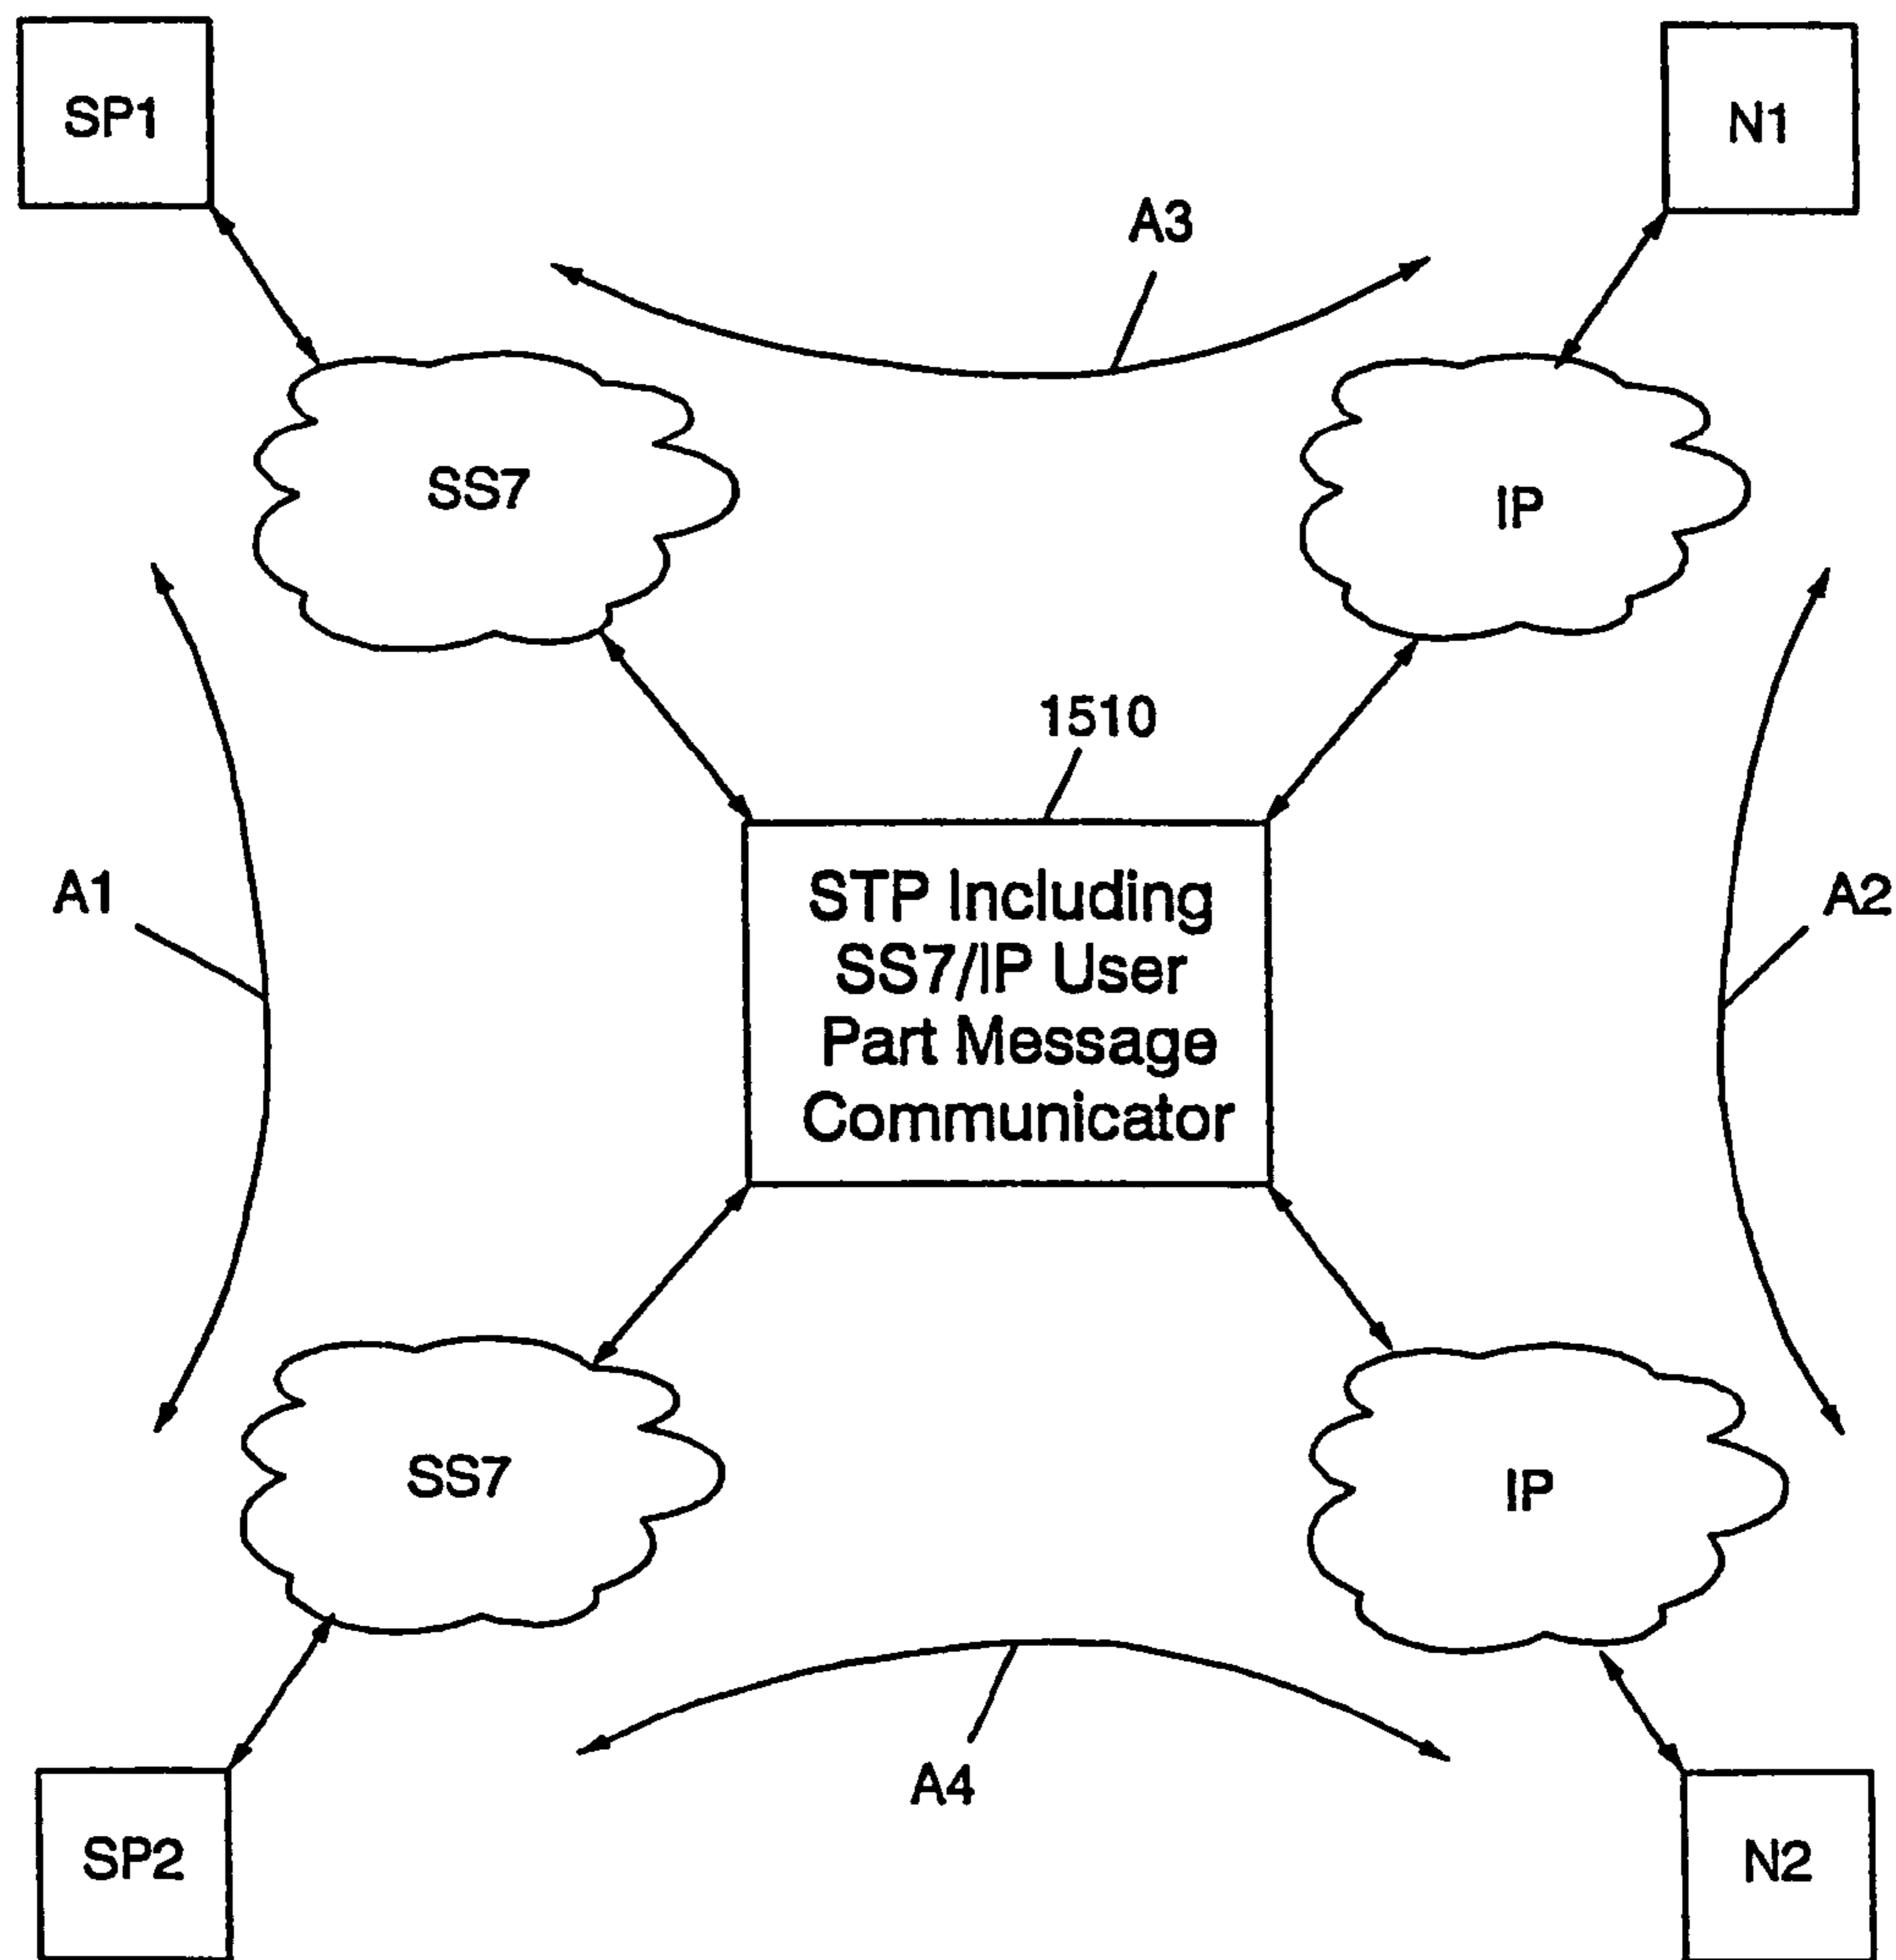 SP1
N1
A3
SS7
IP
1510
A1
STP Including
SS7/IP User
Part Message
Communicator
A2
SS7
IP
A4
SP2
N2